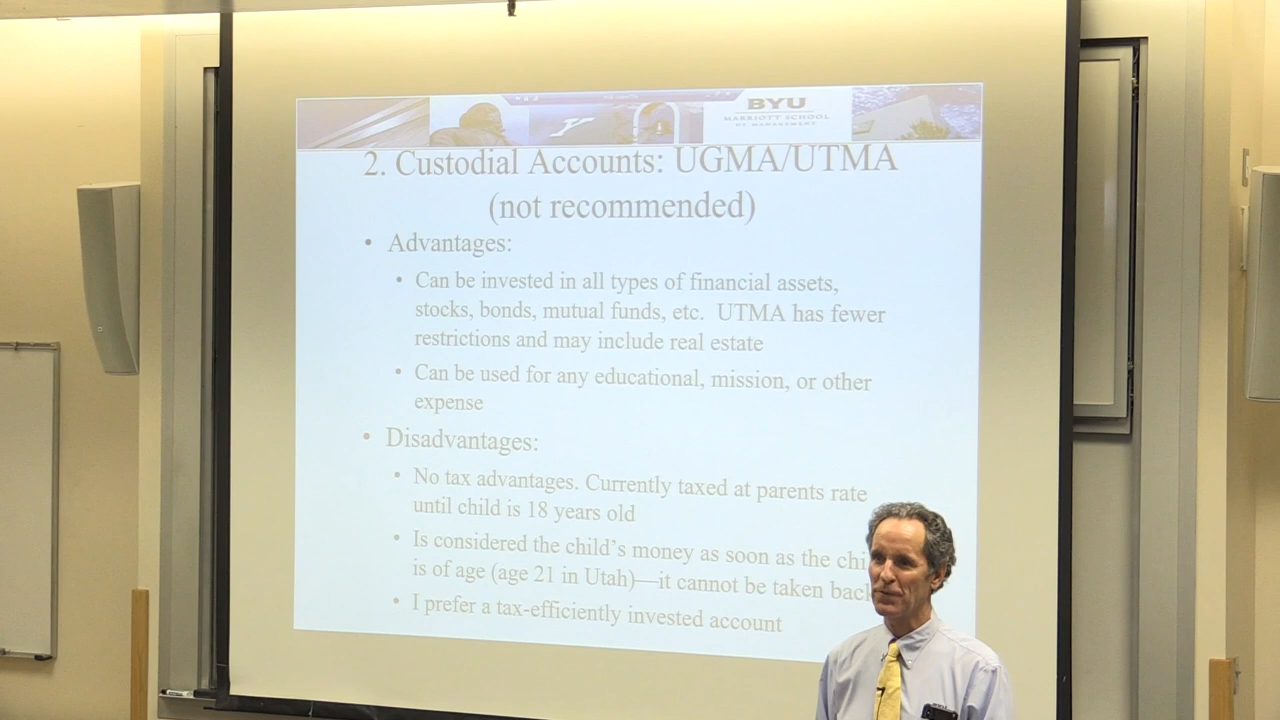 BYU
MARRIOTT SCHOOL
OF MANAGEMENT
Y
2. Custodial Accounts: UGMA/UTMA
(not recommended)
• Advantages:
• Can be invested in all types of financial assets,
stocks, bonds, mutual funds, etc. UTMA has fewer
restrictions and may include real estate
• Can be used for any educational, mission, or other
expense
• Disadvantages:
• No tax advantages. Currently taxed at parents rate
until child is 18 years old
• Is considered the child's money as soon as the chi
is of age (age 21 in Utah)—it cannot be taken back
• I prefer a tax-efficiently invested account